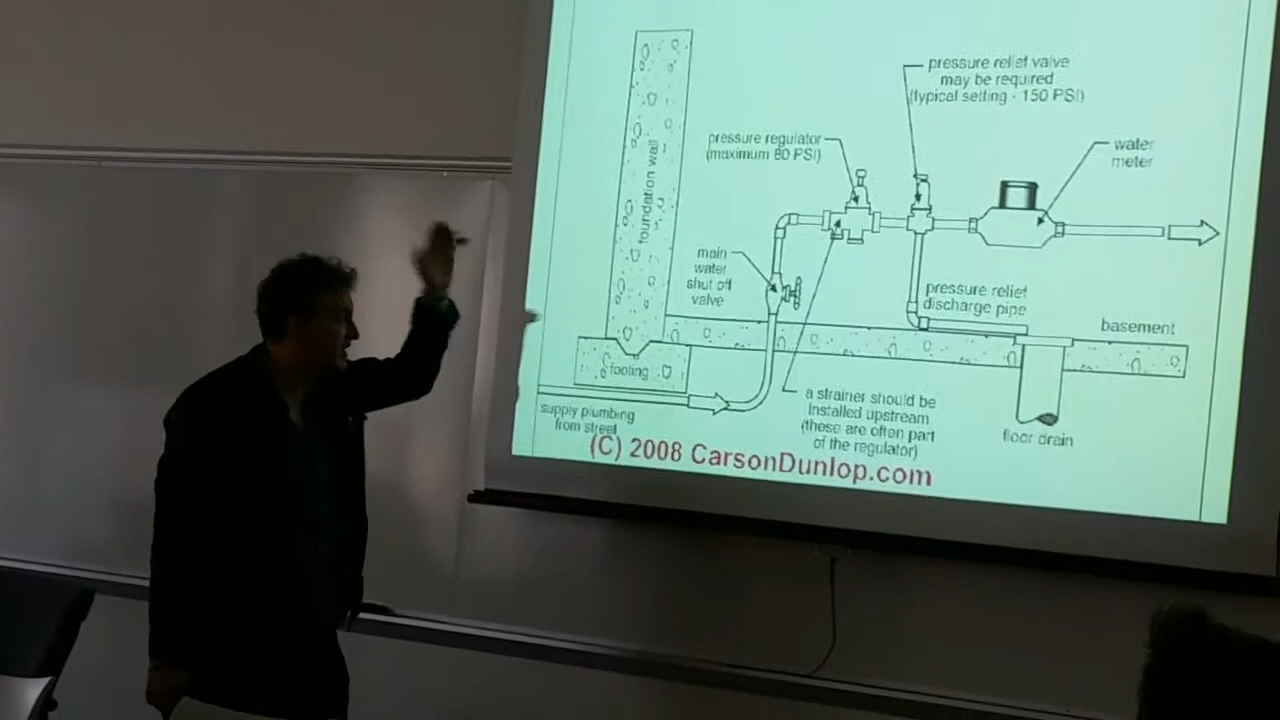 pressure relief valve
may be required
(typical setting - 150 PSI)
pressure regulator
(maximum 80 PSI)
water
meter
foundation wall
main
water
shut off
valve
pressure relief
discharge pipe
basement
footing
a strainer should be
installed upstream
(these are often part
of the regulator)
supply plumbing
from street
floor drain
(C) 2008 CarsonDunlop.com